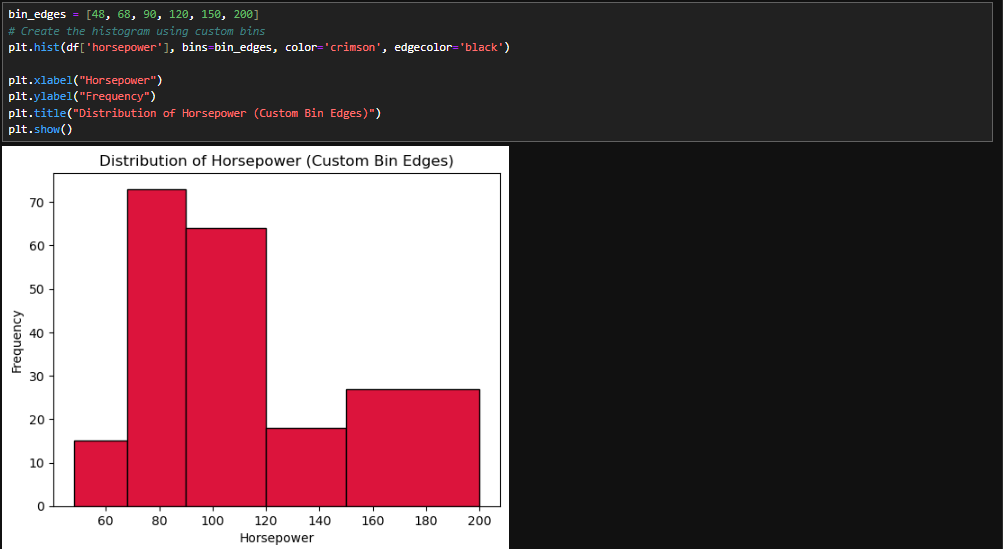 bin_edges = [48, 68, 90, 120, 150, 200]
# Create the histogram using custom bins
plt.hist(df['horsepower'], bins=bin_edges, color='crimson', edgecolor='black')
plt.xlabel("Horsepower")
plt.ylabel("Frequency")
plt.title("Distribution of Horsepower (Custom Bin Edges)")
plt.show()
Distribution of Horsepower (Custom Bin Edges)
Frequency
70
60
50
40
30
20
10
0
60 80 100 120 140 160 180 200
Horsepower